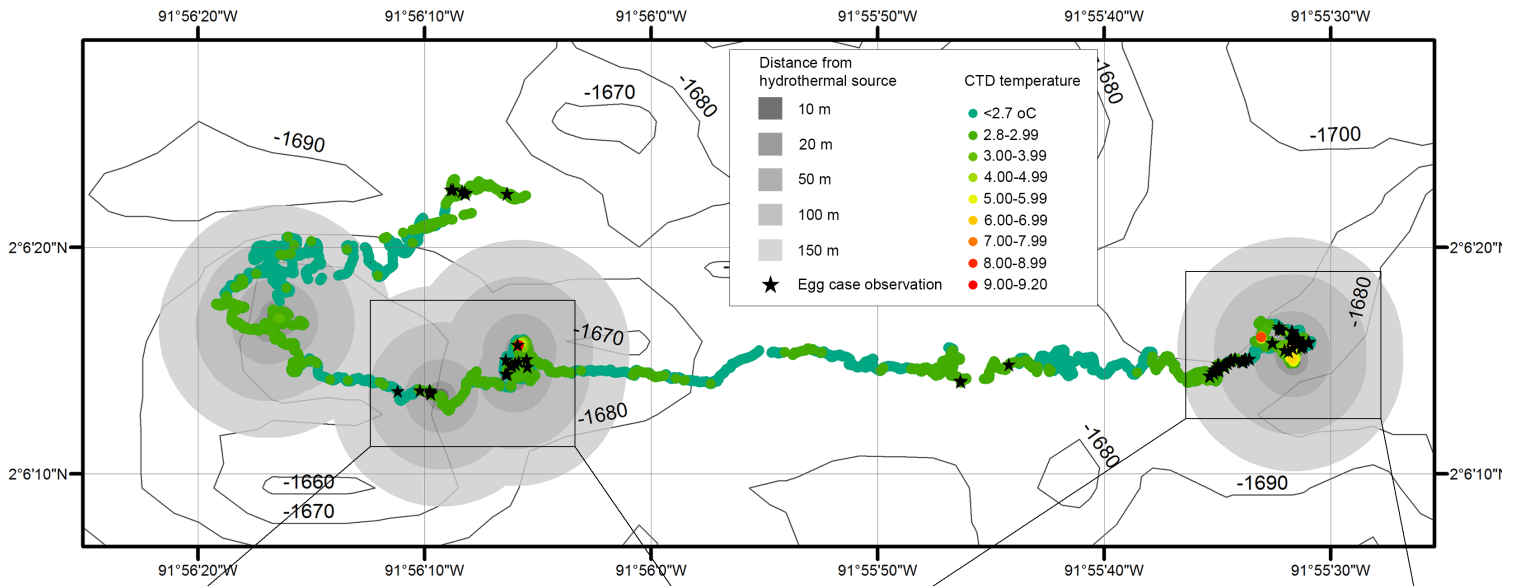 91°56'20"W 91°56'10"W 91°56'0"W 91°55'50"W 91°55'40"W 91°55'30"W
Distance from
hydrothermal source
CTD temperature
10 m
20 m
50 m
100 m
150 m
Egg case observation
<2.7 oC
2.8-2.99
3.00-3.99
4.00-4.99
5.00-5.99
6.00-6.99
7.00-7.99
8.00-8.99
9.00-9.20
-1670
-1680
-1680
-1690
-1700
2°6'20"N
2°6'20"N
-1680
-1670
-1680
-1680
2°6'10"N
2°6'10"N
-1660
-1690
-1670
91°56'20"W 91°56'10"W 91°56'0"W 91°55'50"W 91°55'40"W 91°55'30"W